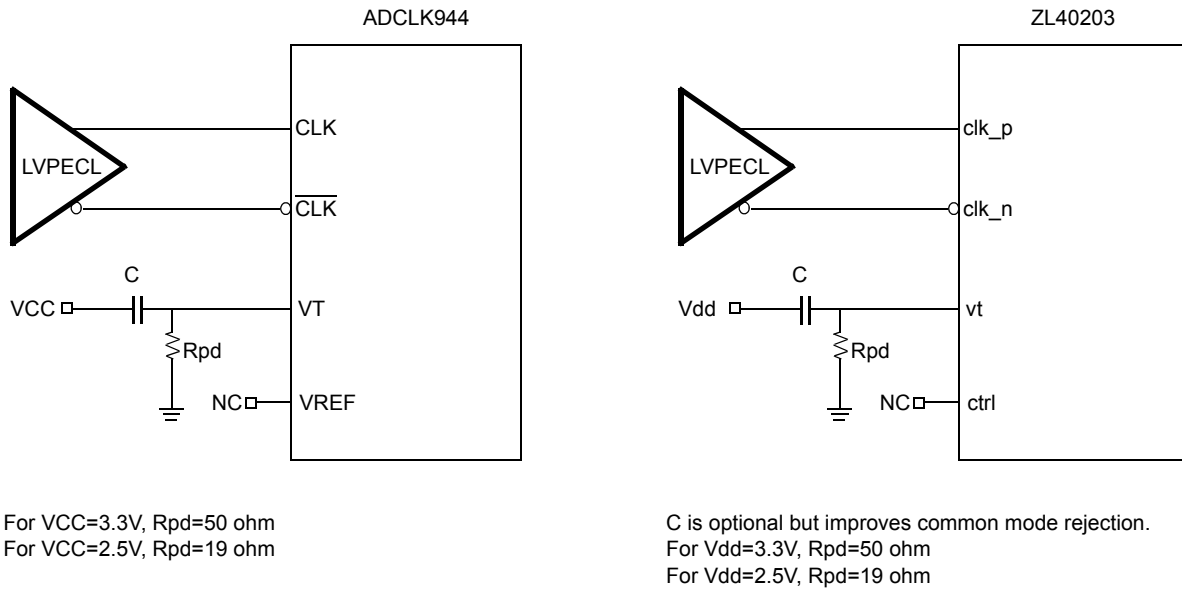 ADCLK944
LVPECL
CLK
CLK
C
VCC
VT
Rpd
NC
VREF
For VCC=3.3V, Rpd=50 ohm
For VCC=2.5V, Rpd=19 ohm
ZL40203
LVPECL
clk_p
clk_n
C
Vdd
vt
Rpd
NC
ctrl
C is optional but improves common mode rejection.
For Vdd=3.3V, Rpd=50 ohm
For Vdd=2.5V, Rpd=19 ohm